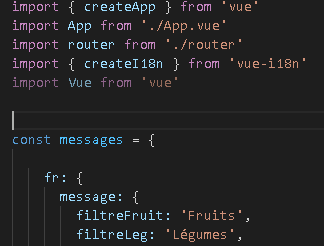 import { createApp } from 'vue'
import App from './App.vue'
import router from './router'
import { createI18n } from 'vue-i18n'
import Vue from 'vue'
const messages = {
fr: {
message: {
filtreFruit: 'Fruits',
filtreLeg: 'Légumes',